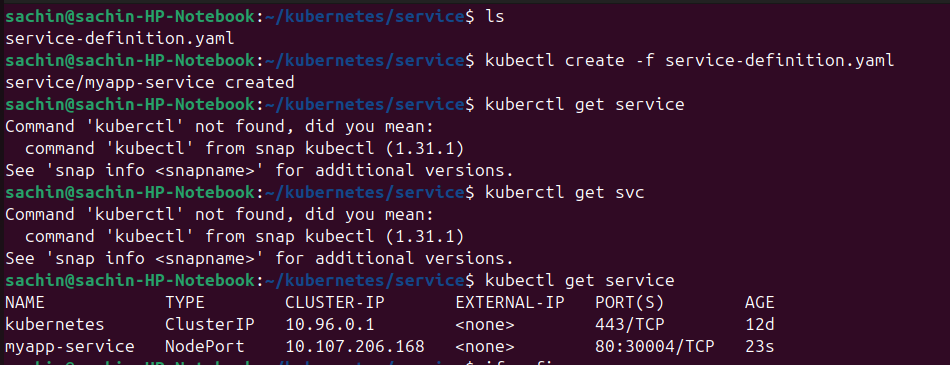 sachin@sachin-HP-Notebook:~/kubernetes/service$ ls
service-definition.yaml
sachin@sachin-HP-Notebook:~/kubernetes/service$ kubectl create -f service-definition.yaml
service/myapp-service created
sachin@sachin-HP-Notebook:~/kubernetes/service$ kuberctl get service
Command 'kuberctl' not found, did you mean:
  command 'kubectl' from snap kubectl (1.31.1)
See 'snap info <snapname>' for additional versions.
sachin@sachin-HP-Notebook:~/kubernetes/service$ kuberctl get svc
Command 'kuberctl' not found, did you mean:
  command 'kubectl' from snap kubectl (1.31.1)
See 'snap info <snapname>' for additional versions.
sachin@sachin-HP-Notebook:~/kubernetes/service$ kubectl get service
NAME            TYPE        CLUSTER-IP       EXTERNAL-IP   PORT(S)        AGE
kubernetes      ClusterIP   10.96.0.1        <none>        443/TCP        12d
myapp-service   NodePort    10.107.206.168   <none>        80:30004/TCP   23s
sachin@sachin-HP-Notebook:~/kubernetes/service$